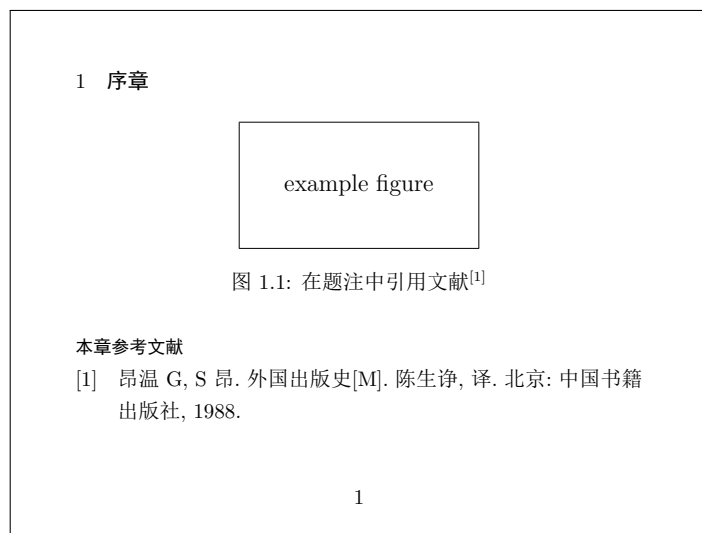 1 序章
example figure
图 1.1: 在题注中引用文献[1]
本章参考文献
[1] 昂温 G, S 昂. 外国出版史[M]. 陈生诤, 译. 北京: 中国书籍
出版社, 1988.
1